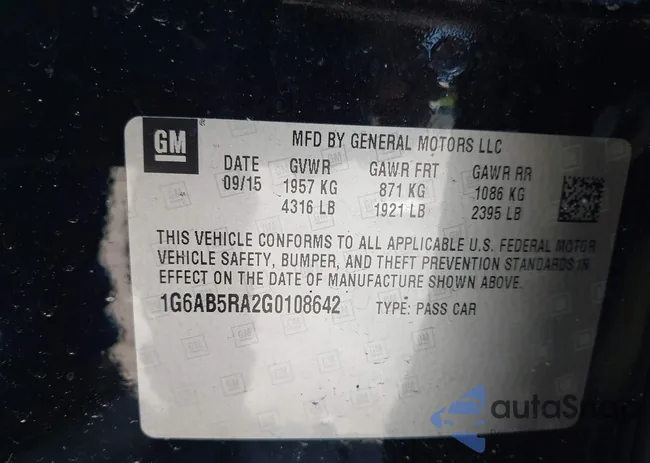 GM
MFD BY GENERAL MOTORS LLC
DATE GVWR GAWR FRT GAWR RR
09/15 1957 KG 871 KG 1086 KG
4316 LB 1921 LB 2395 LB
THIS VEHICLE CONFORMS TO ALL APPLICABLE U.S. FEDERAL MOTOR
VEHICLE SAFETY, BUMPER, AND THEFT PREVENTION STANDARDS IN
EFFECT ON THE DATE OF MANUFACTURE SHOWN ABOVE.
1G6AB5RA2G0108642 TYPE: PASS CAR